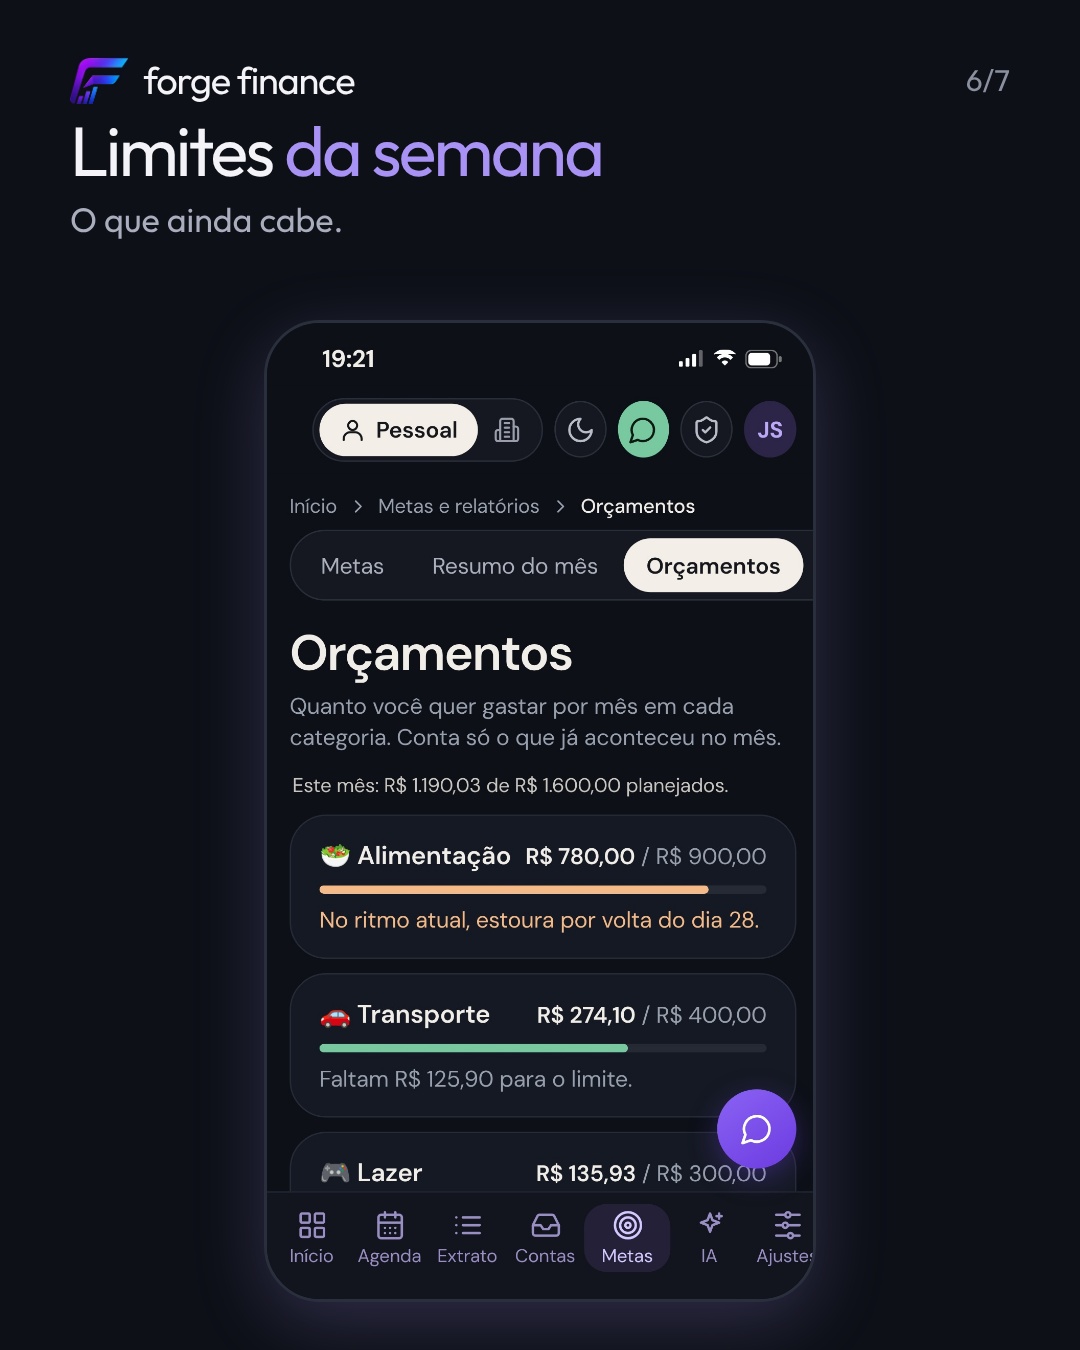 forge finance
6/7
Limites da semana
O que ainda cabe.
19:21
Pessoal
JS
Início > Metas e relatórios > Orçamentos
Metas Resumo do mês Orçamentos
Orçamentos
Quanto você quer gastar por mês em cada
categoria. Conta só o que já aconteceu no mês.
Este mês: R$ 1.190,03 de R$ 1.600,00 planejados.
Alimentação R$ 780,00 / R$ 900,00
No ritmo atual, estoura por volta do dia 28.
Transporte R$ 274,10 / R$ 400,00
Faltam R$ 125,90 para o limite.
Lazer R$ 135,93 / R$ 300,00
Início Agenda Extrato Contas Metas IA Ajustes